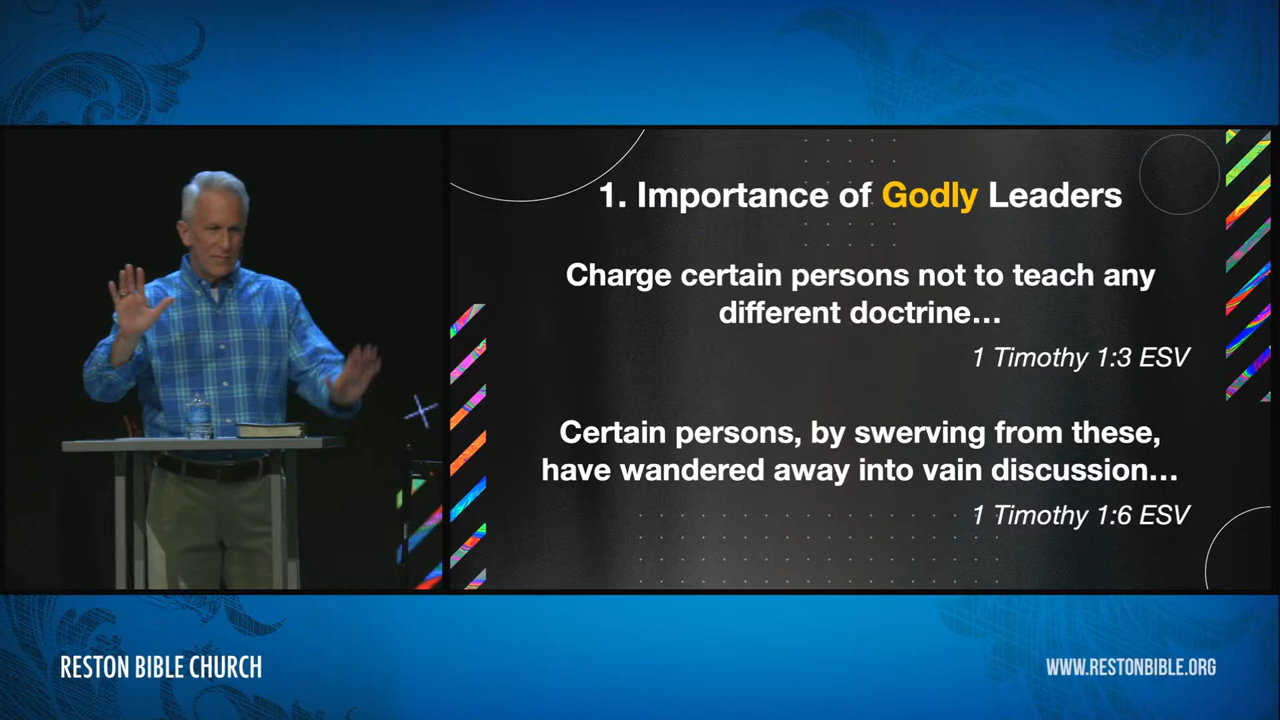 1. Importance of Godly Leaders
Charge certain persons not to teach any
different doctrine...
1 Timothy 1:3 ESV
Certain persons, by swerving from these,
have wandered away into vain discussion...
1 Timothy 1:6 ESV
RESTON BIBLE CHURCH
WWW.RESTONBIBLE.ORG